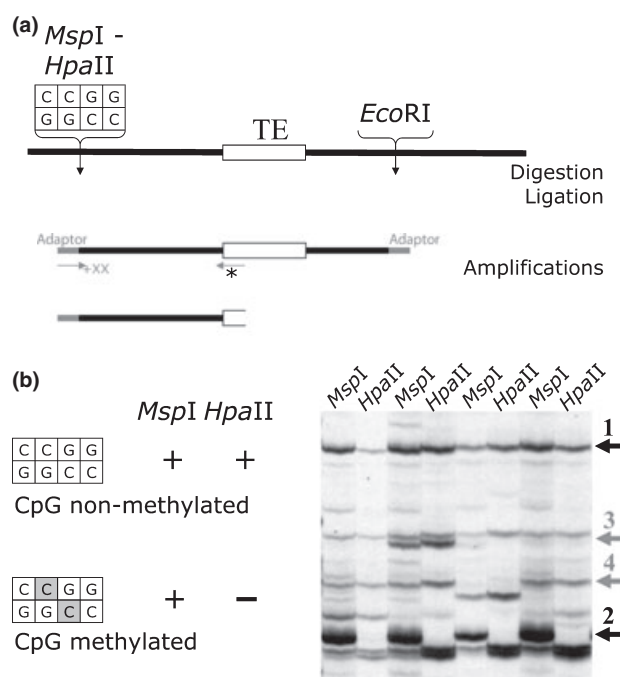 (a)
MspI -
HpaII
C C G G
G G C C
TE
EcoRI
Digestion
Ligation
Adaptor
Adaptor
+XX
*
Amplifications
(b)
MspI HpaII
C C G G
G G C C
+ +
CpG non-methylated
C C G G
G G C C
+ −
CpG methylated
MspI HpaII MspI HpaII MspI HpaII MspI HpaII
1
3
4
2